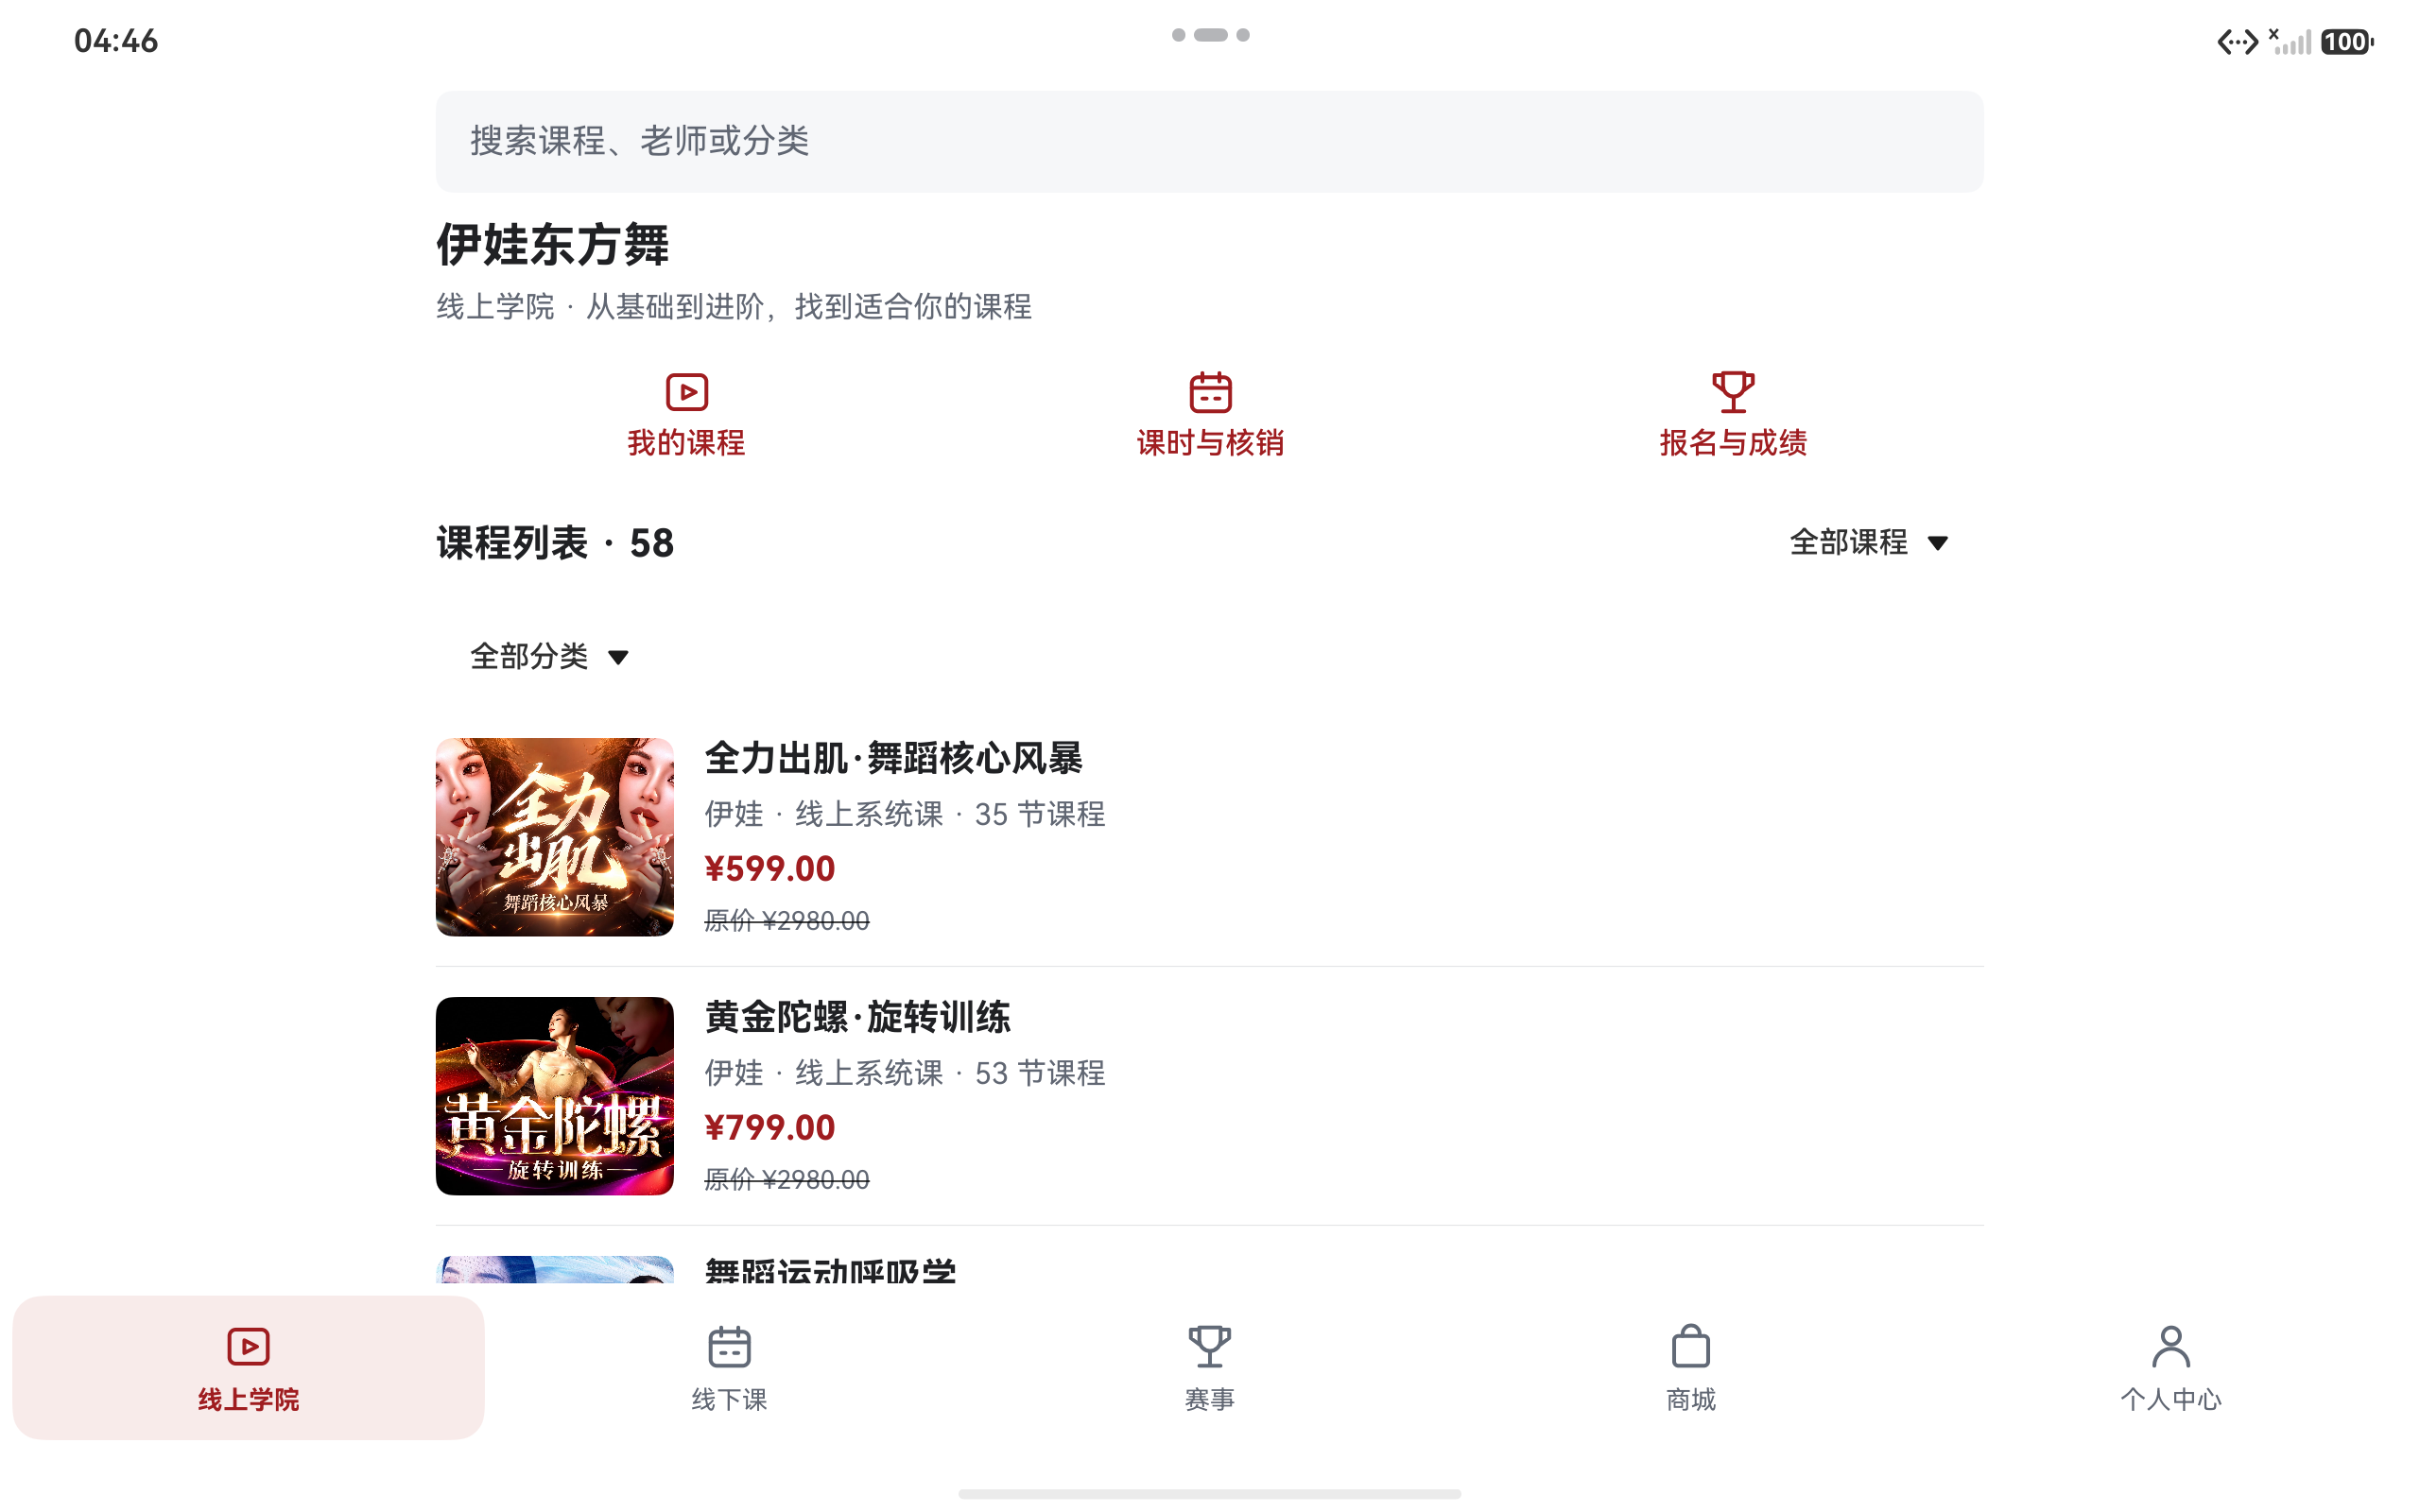 04:46
100
搜索课程、老师或分类
伊娃东方舞
线上学院 · 从基础到进阶，找到适合你的课程
我的课程
课时与核销
报名与成绩
课程列表 · 58
全部课程
全部分类
全力出肌
舞蹈核心风暴
全力出肌·舞蹈核心风暴
伊娃 · 线上系统课 · 35 节课程
¥599.00
原价 ¥2980.00
黄金陀螺
旋转训练
黄金陀螺·旋转训练
伊娃 · 线上系统课 · 53 节课程
¥799.00
原价 ¥2980.00
舞蹈运动呼吸学
线上学院
线下课
赛事
商城
个人中心